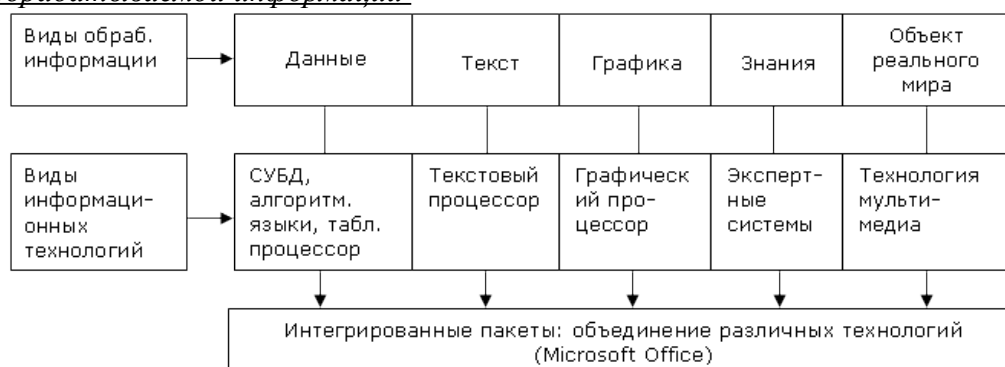 обрабатываемой информации
Виды обраб.
информации
Данные
Текст
Графика
Знания
Объект
реального
мира
Виды
информаци-
онных
технологий
СУБД,
алгоритм.
языки, табл.
процессор
Текстовый
процессор
Графическ
ий про-
цессор
Эксперт-
ные
системы
Технология
мульти-
медиа
Интегрированные пакеты: объединение различных технологий
(Microsoft Office)